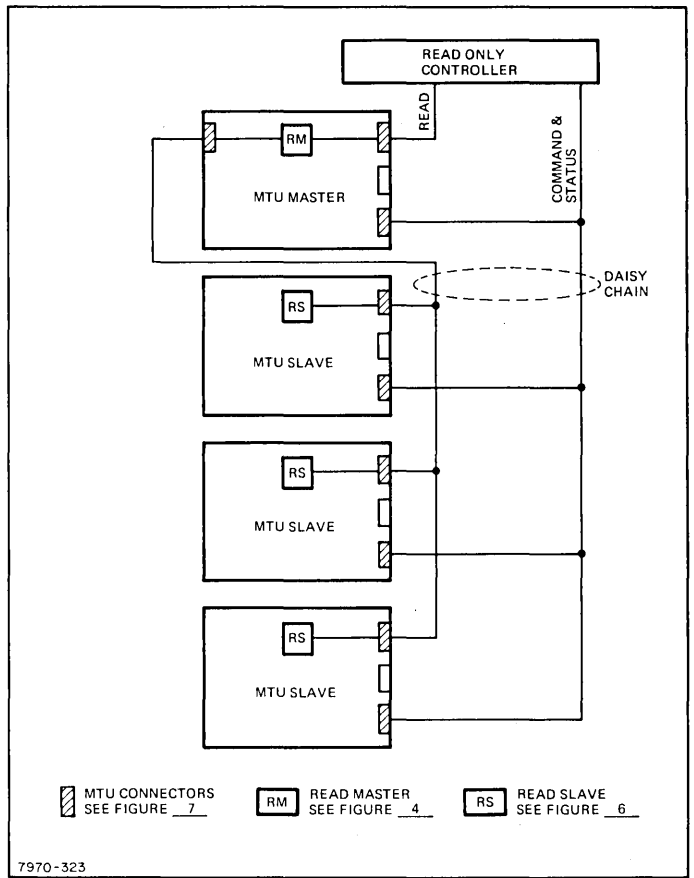 READ ONLY
CONTROLLER
READ
COMMAND &
STATUS
RM
MTU MASTER
DAISY
CHAIN
RS
MTU SLAVE
RS
MTU SLAVE
RS
MTU SLAVE
MTU CONNECTORS
SEE FIGURE 7
RM
READ MASTER
SEE FIGURE 4
RS
READ SLAVE
SEE FIGURE 6
7970-323